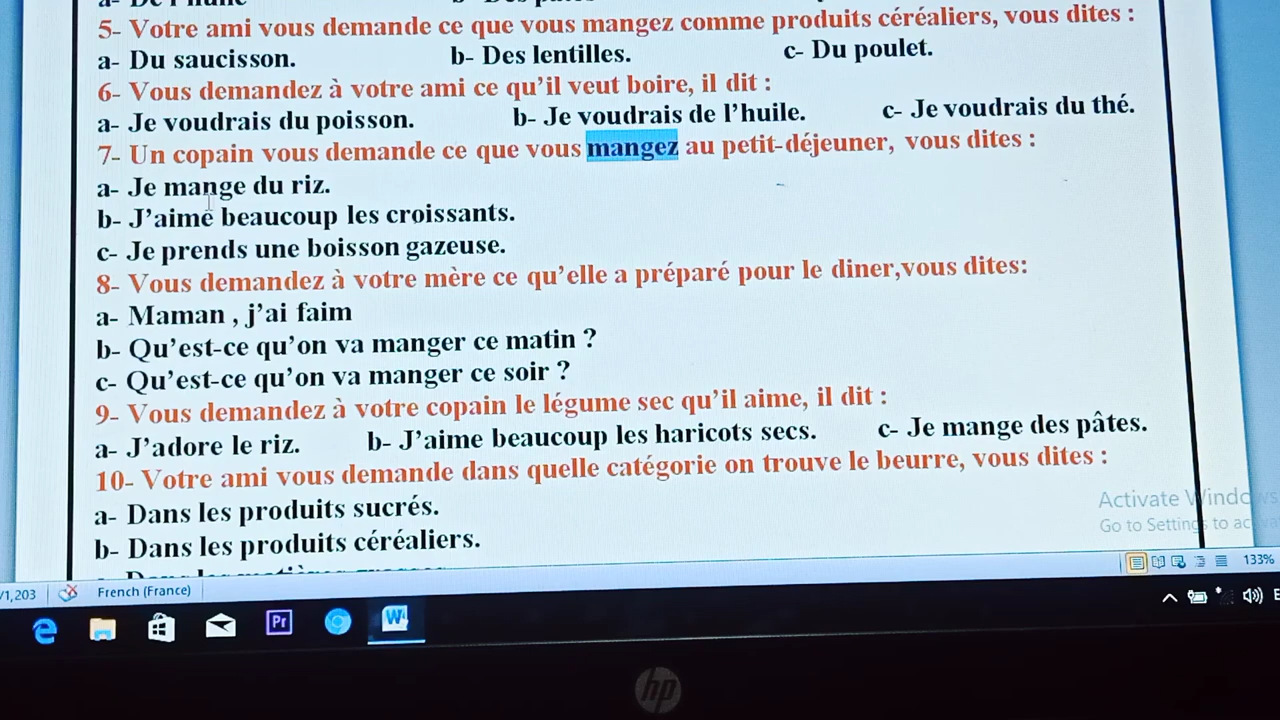 5- Votre ami vous demande ce que vous mangez comme produits céréaliers, vous dites :
a- Du saucisson. b- Des lentilles. c- Du poulet.
6- Vous demandez à votre ami ce qu’il veut boire, il dit :
a- Je voudrais du poisson. b- Je voudrais de l’huile. c- Je voudrais du thé.
7- Un copain vous demande ce que vous mangez au petit-déjeuner, vous dites :
a- Je mange du riz.
b- J’aime beaucoup les croissants.
c- Je prends une boisson gazeuse.
8- Vous demandez à votre mère ce qu’elle a préparé pour le diner,vous dites:
a- Maman , j’ai faim
b- Qu’est-ce qu’on va manger ce matin ?
c- Qu’est-ce qu’on va manger ce soir ?
9- Vous demandez à votre copain le légume sec qu’il aime, il dit :
a- J’adore le riz. b- J’aime beaucoup les haricots secs. c- Je mange des pâtes.
10- Votre ami vous demande dans quelle catégorie on trouve le beurre, vous dites :
a- Dans les produits sucrés.
Activate Windows
b- Dans les produits céréaliers.
Go to Settings to
/1,203 French (France) 133%
Pr W
hp